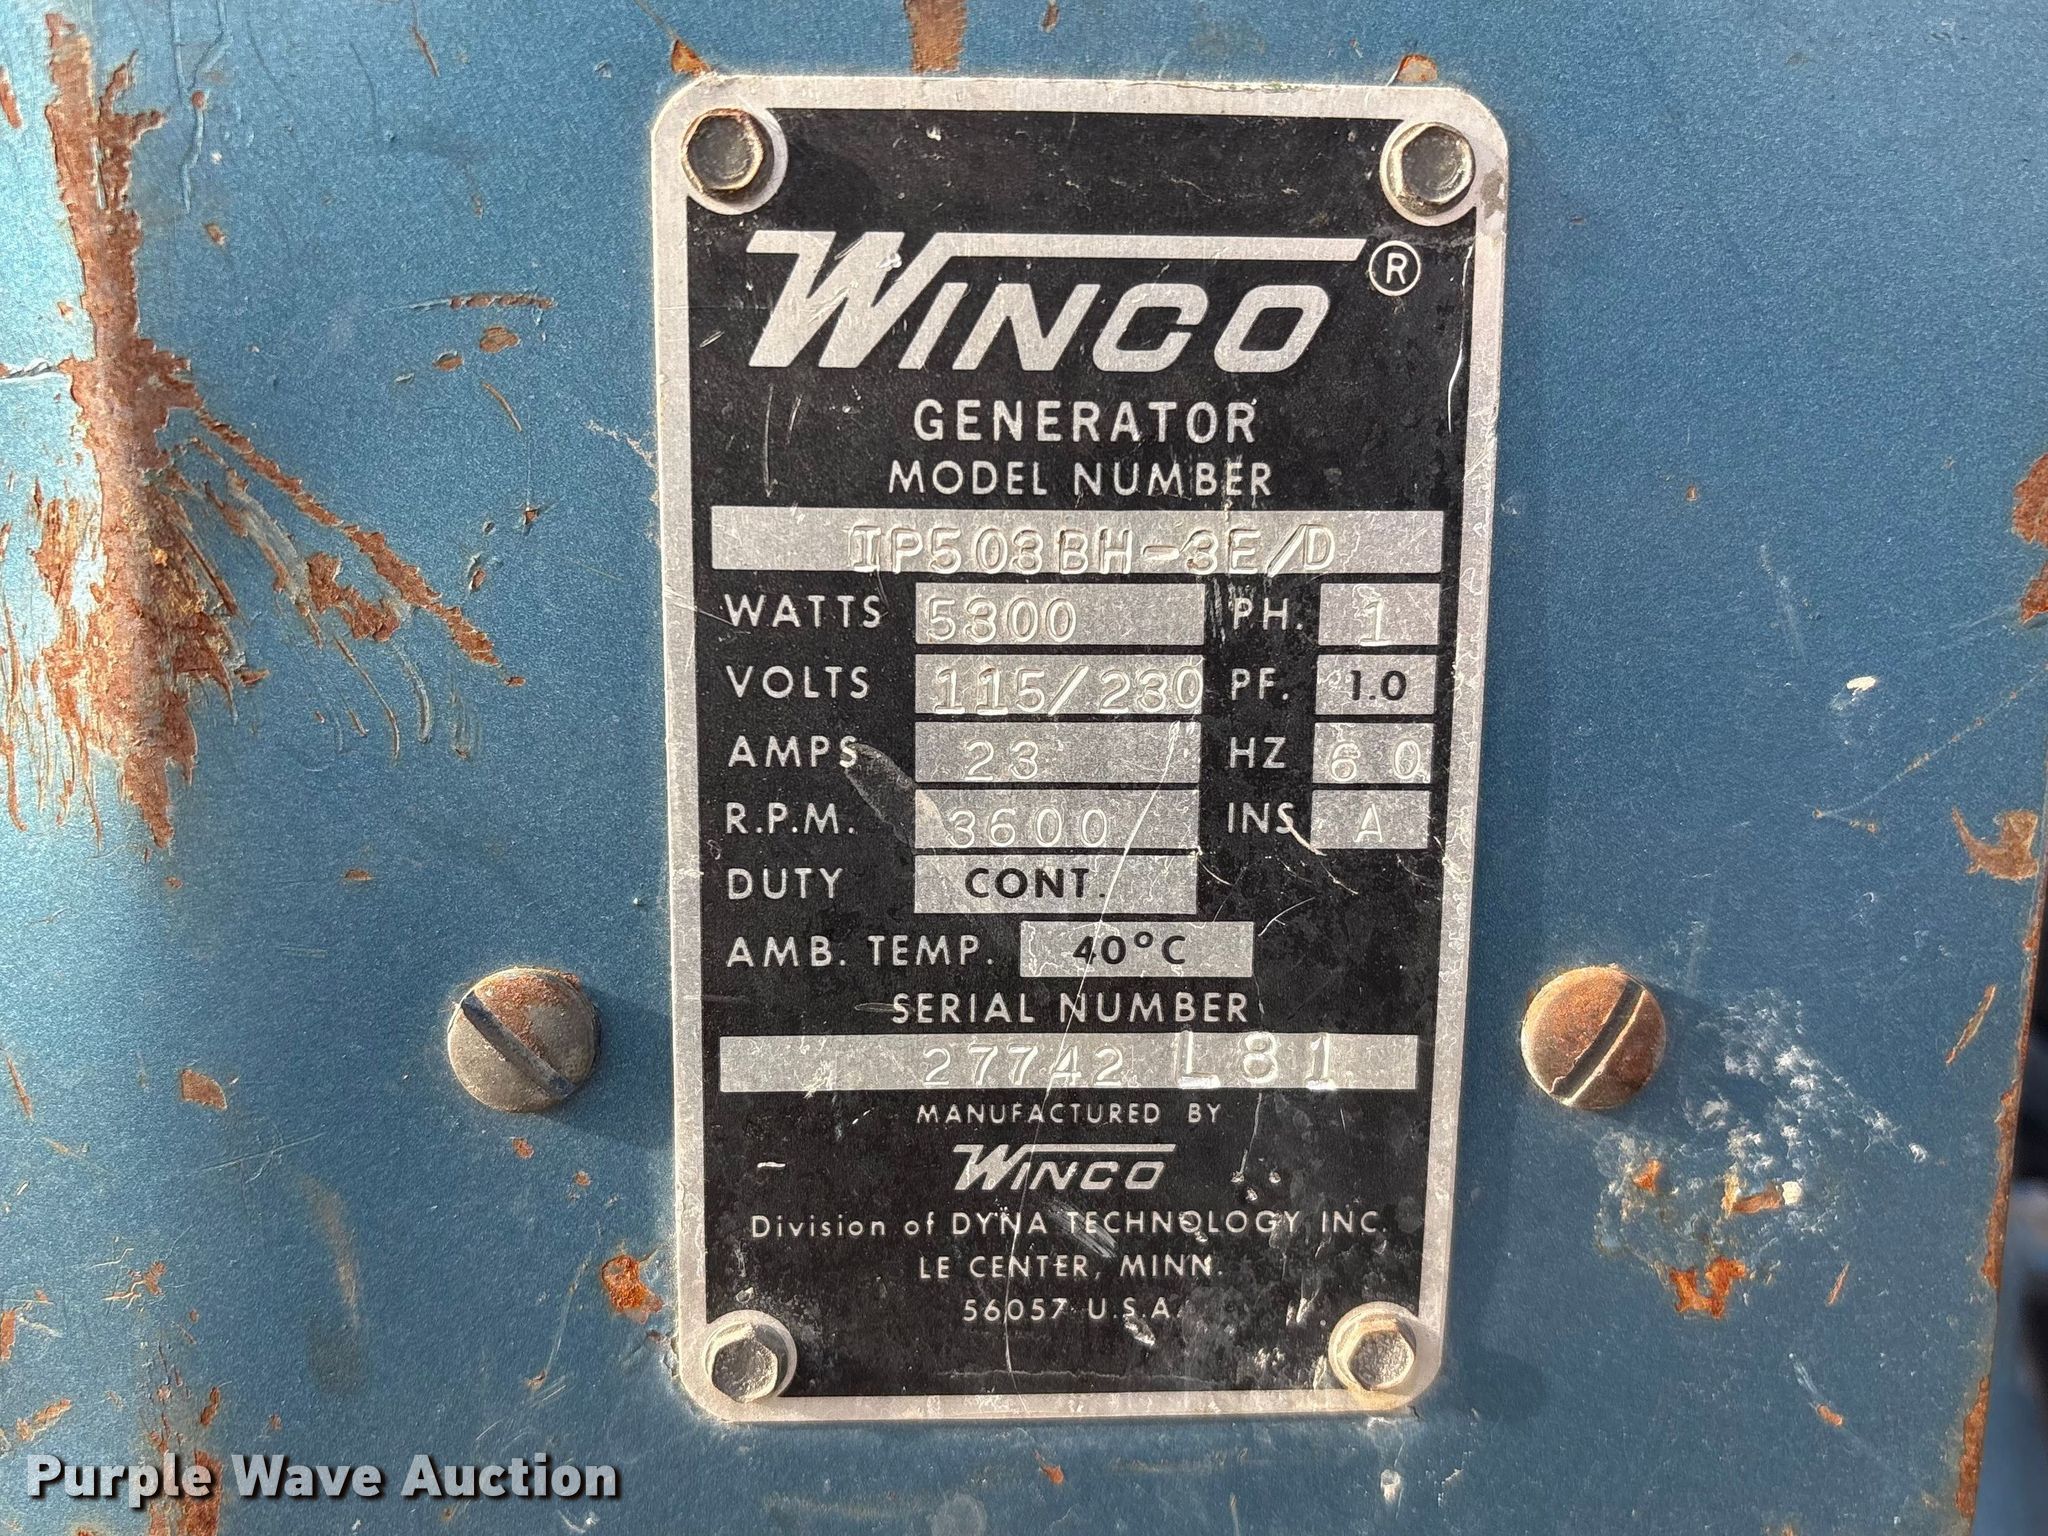 WINCO ®
GENERATOR
MODEL NUMBER
IP503BH-3E/D
WATTS 5300 PH. 1
VOLTS 115/230 PF. 1.0
AMPS 23 HZ 60
R.P.M. 3600 INS A
DUTY CONT.
AMB. TEMP. 40°C
SERIAL NUMBER
27742 L81
MANUFACTURED BY
WINCO
Division of DYNA TECHNOLOGY INC.
LE CENTER, MINN.
56057 U.S.A.
Purple Wave Auction